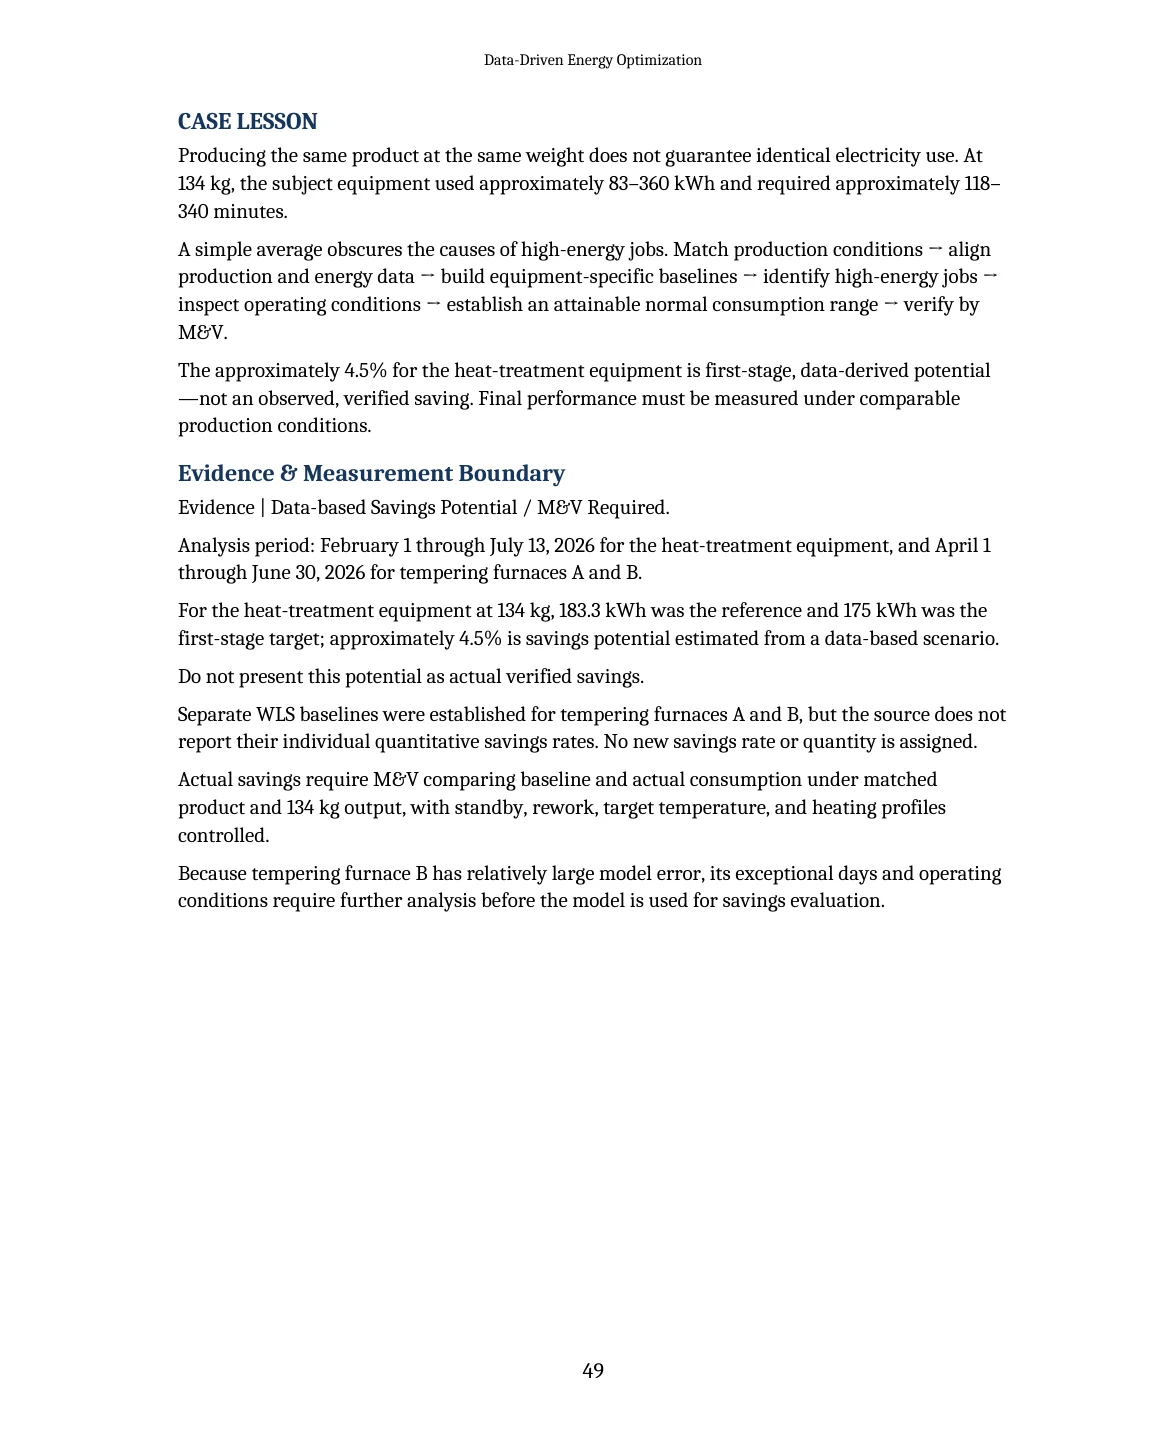 Data-Driven Energy Optimization
CASE LESSON
Producing the same product at the same weight does not guarantee identical electricity use. At
134 kg, the subject equipment used approximately 83–360 kWh and required approximately 118–
340 minutes.
A simple average obscures the causes of high-energy jobs. Match production conditions → align
production and energy data → build equipment-specific baselines → identify high-energy jobs →
inspect operating conditions → establish an attainable normal consumption range → verify by
M&V.
The approximately 4.5% for the heat-treatment equipment is first-stage, data-derived potential
—not an observed, verified saving. Final performance must be measured under comparable
production conditions.
Evidence & Measurement Boundary
Evidence | Data-based Savings Potential / M&V Required.
Analysis period: February 1 through July 13, 2026 for the heat-treatment equipment, and April 1
through June 30, 2026 for tempering furnaces A and B.
For the heat-treatment equipment at 134 kg, 183.3 kWh was the reference and 175 kWh was the
first-stage target; approximately 4.5% is savings potential estimated from a data-based scenario.
Do not present this potential as actual verified savings.
Separate WLS baselines were established for tempering furnaces A and B, but the source does not
report their individual quantitative savings rates. No new savings rate or quantity is assigned.
Actual savings require M&V comparing baseline and actual consumption under matched
product and 134 kg output, with standby, rework, target temperature, and heating profiles
controlled.
Because tempering furnace B has relatively large model error, its exceptional days and operating
conditions require further analysis before the model is used for savings evaluation.
49